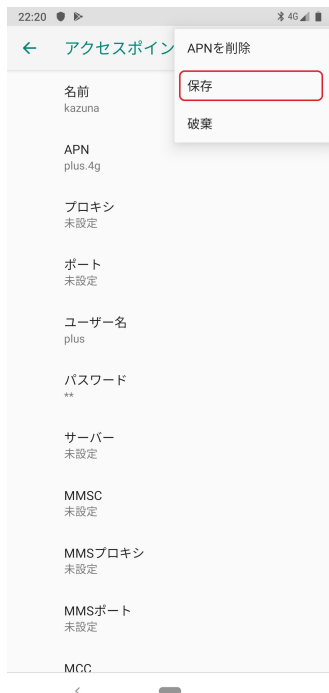 22:20
4G
アクセスポイン
APNを削除
保存
破棄
名前
kazuna
APN
plus.4g
プロキシ
未設定
ポート
未設定
ユーザー名
plus
パスワード
**
サーバー
未設定
MMSC
未設定
MMSプロキシ
未設定
MMSポート
未設定
MCC